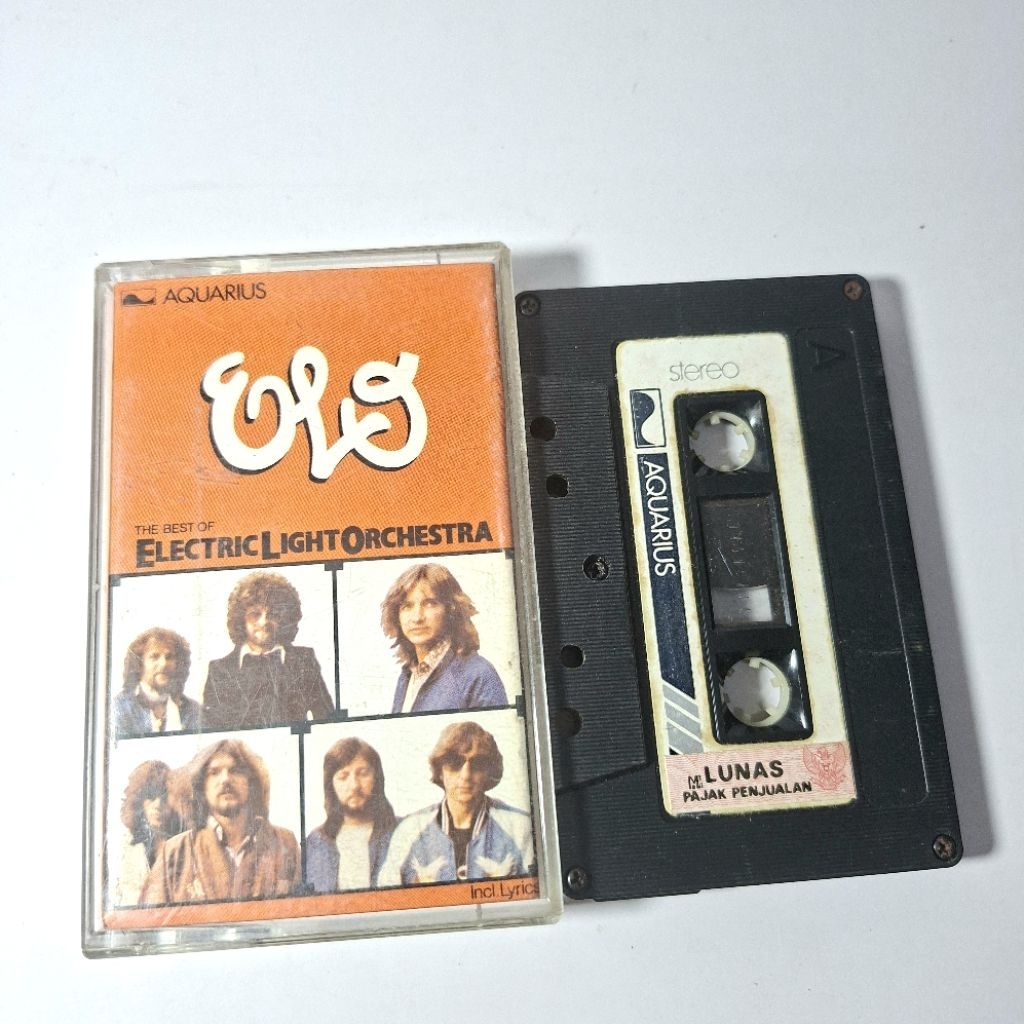 AQUARIUS
elo
THE BEST OF
ELECTRIC LIGHT ORCHESTRA
Incl. Lyrics
stereo
AQUARIUS
A
LUNAS
PAJAK PENJUALAN